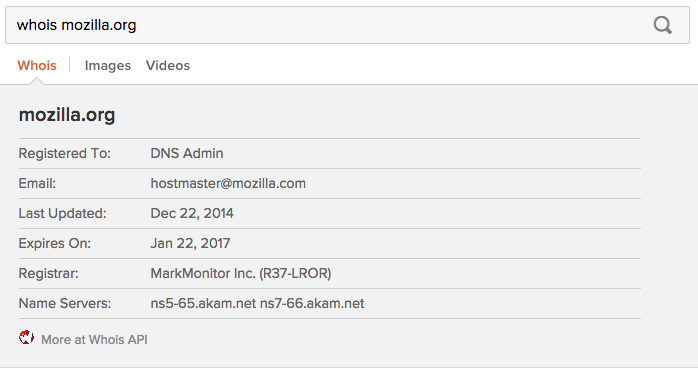 whois mozilla.org
Whois Images Videos
mozilla.org
Registered To: DNS Admin
Email: hostmaster@mozilla.com
Last Updated: Dec 22, 2014
Expires On: Jan 22, 2017
Registrar: MarkMonitor Inc. (R37-LROR)
Name Servers: ns5-65.akam.net ns7-66.akam.net
More at Whois API